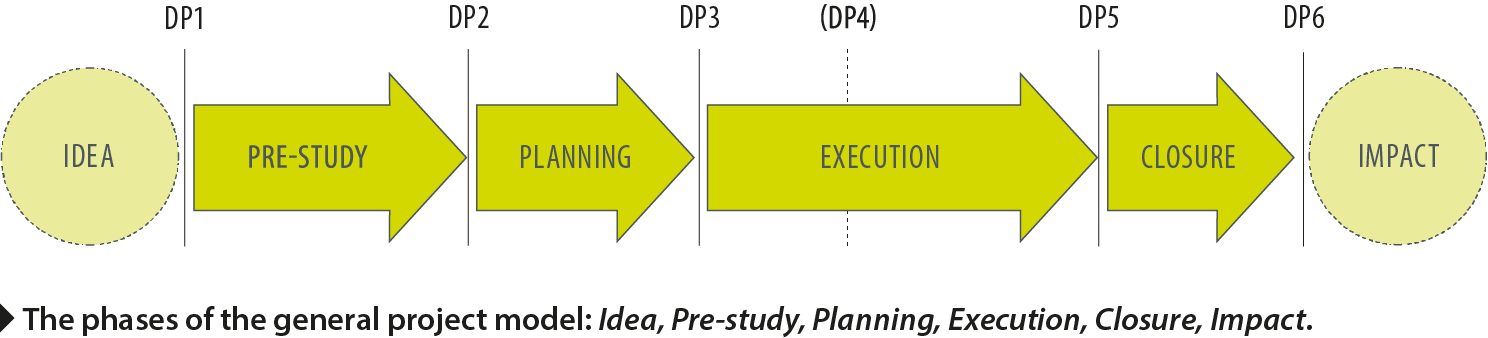 DP1 DP2 DP3 (DP4) DP5 DP6
IDEA PRE-STUDY PLANNING EXECUTION CLOSURE IMPACT
The phases of the general project model: Idea, Pre-study, Planning, Execution, Closure, Impact.